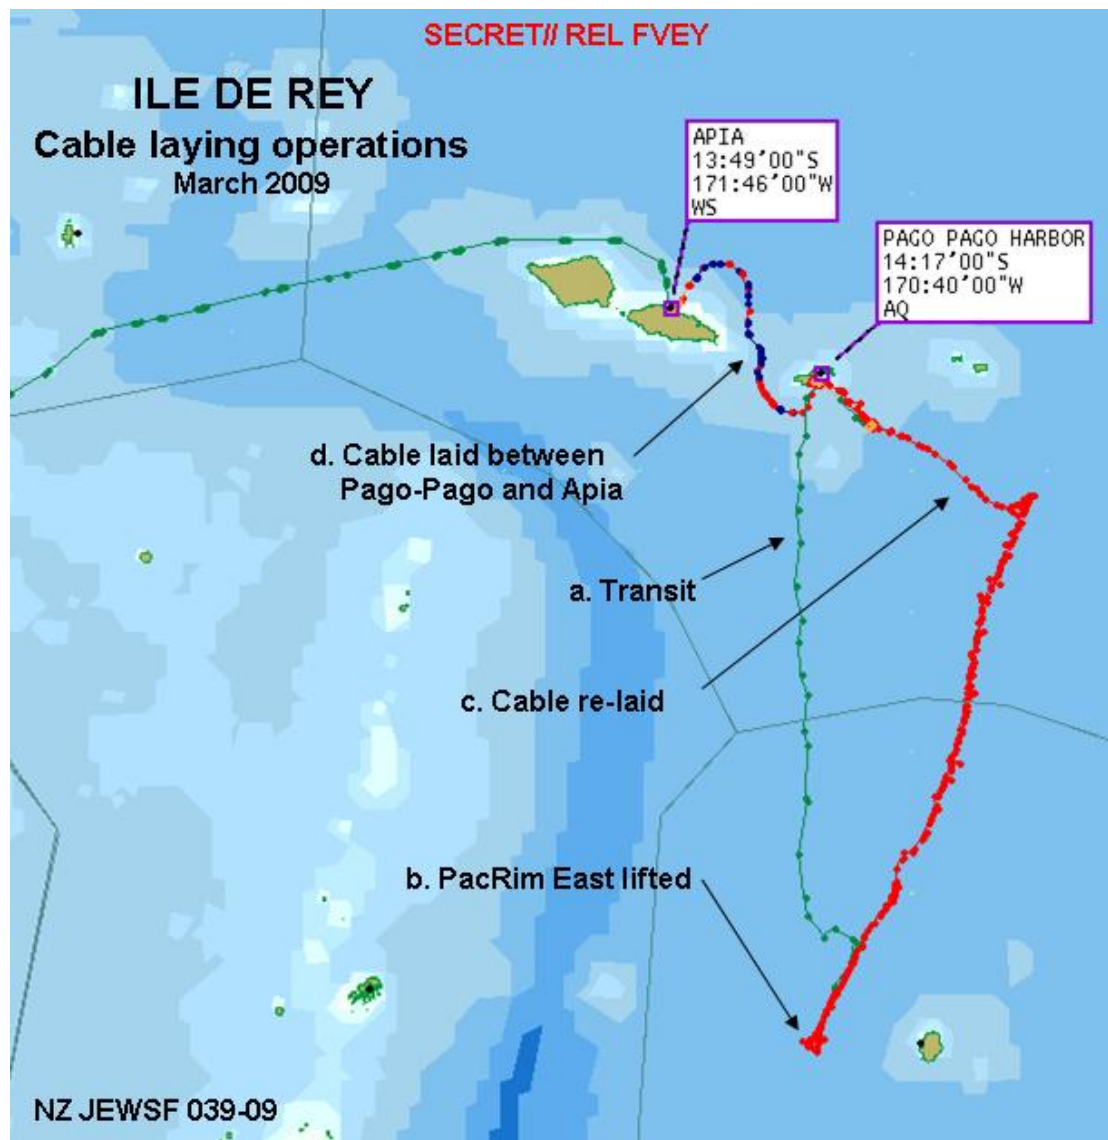 SECRET// REL FVEY
ILE DE REY
Cable laying operations
March 2009
APIA
13:49'00"S
171:46'00"W
WS
PAGO PAGO HARBOR
14:17'00"S
170:40'00"W
AQ
d. Cable laid between
Pago-Pago and Apia
a. Transit
c. Cable re-laid
b. PacRim East lifted
NZ JEWSF 039-09